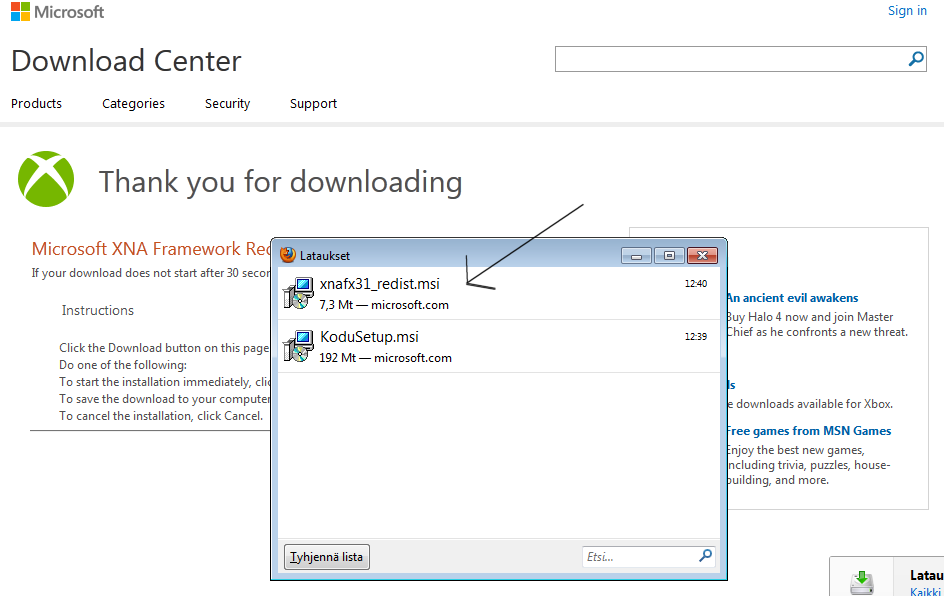 Microsoft
Sign in
Download Center
Products
Categories
Security
Support
Thank you for downloading
Microsoft XNA Framework
If your download does not start after 30
Instructions
Click the Download button on this page
Do one of the following:
To start the installation immediately,
To save the download to your computer
To cancel the installation, click Cancel.
Lataukset
xnafx31_redist.msi
12:40
7,3 Mt — microsoft.com
KoduSetup.msi
12:39
192 Mt — microsoft.com
Tyhjennä lista
Etsi...
An ancient evil awakens
Buy Halo 4 now and join Master
Chief as he confronts a new threat.
downloads available for Xbox.
Free games from MSN Games
Enjoy the best new games,
including trivia, puzzles, house-
building, and more.
Latau
Kaikki